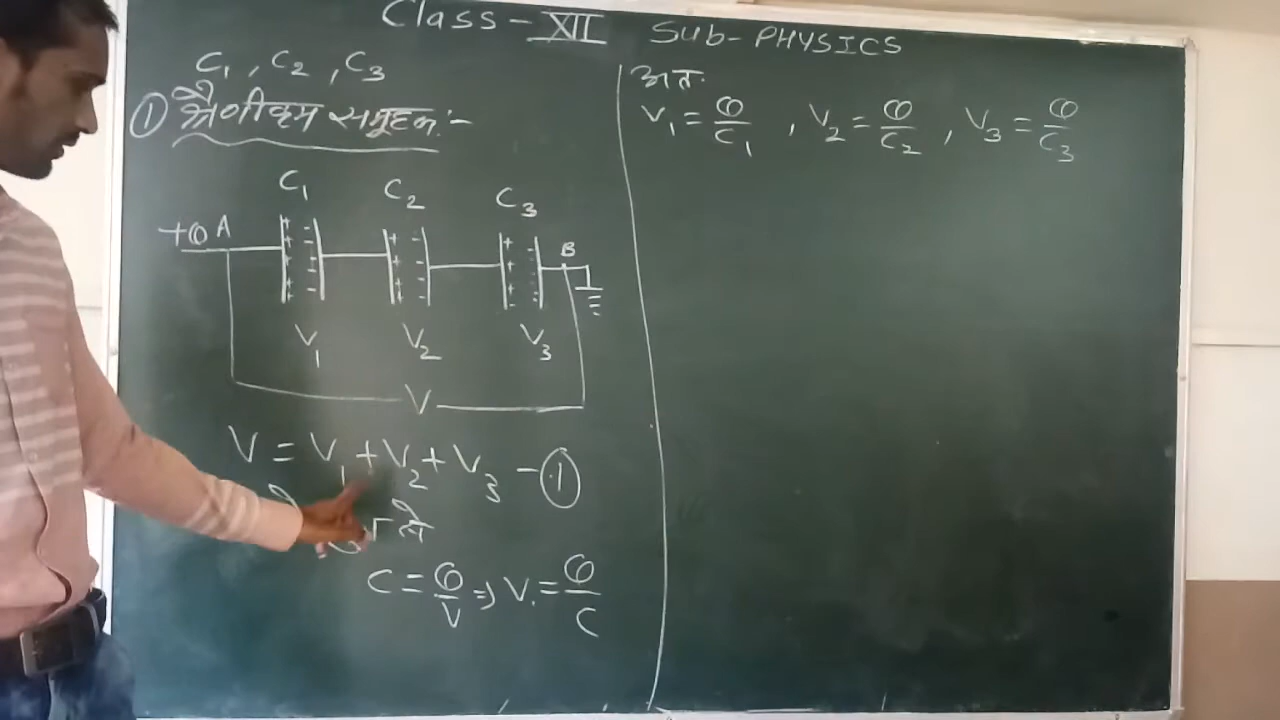 Class - XII Sub - PHYSICS
C₁ , C₂ , C₃
① श्रेणीक्रम समूहन :-
C₁ C₂ C₃
+Q A B
V₁ V₂ V₃
V
V = V₁ + V₂ + V₃ - ①
से
C = Q/V ⇒ V = Q/C
अतः
V₁ = Q/C₁ , V₂ = Q/C₂ , V₃ = Q/C₃